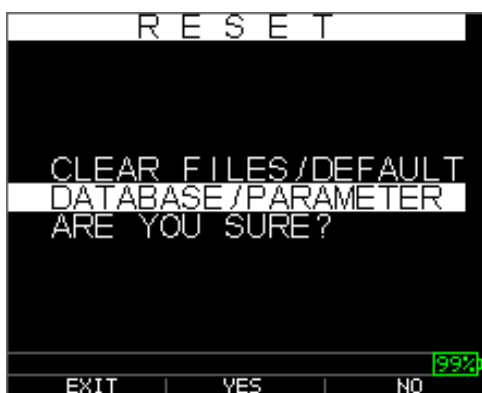 RESET
CLEAR FILES/DEFAULT
DATABASE/PARAMETER
ARE YOU SURE?
99%
EXIT | YES | NO